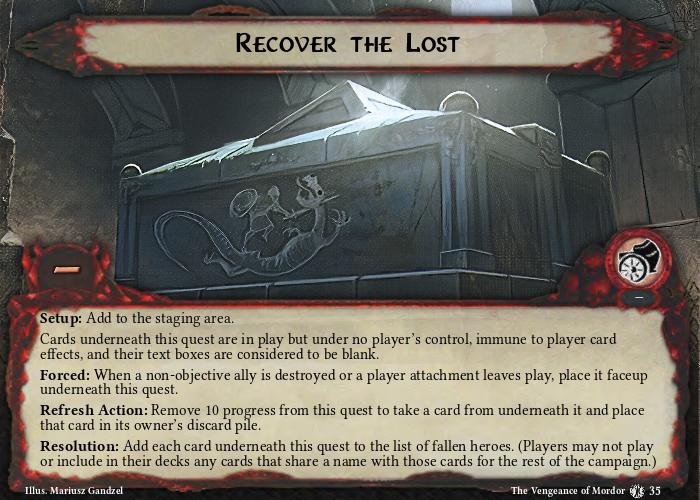 Recover the Lost
–
–
Setup: Add to the staging area.
Cards underneath this quest are in play but under no player's control, immune to player card
effects, and their text boxes are considered to be blank.
Forced: When a non-objective ally is destroyed or a player attachment leaves play, place it faceup
underneath this quest.
Refresh Action: Remove 10 progress from this quest to take a card from underneath it and place
that card in its owner's discard pile.
Resolution: Add each card underneath this quest to the list of fallen heroes. (Players may not play
or include in their decks any cards that share a name with those cards for the rest of the campaign.)
Illus. Mariusz Gandzel
The Vengeance of Mordor 35